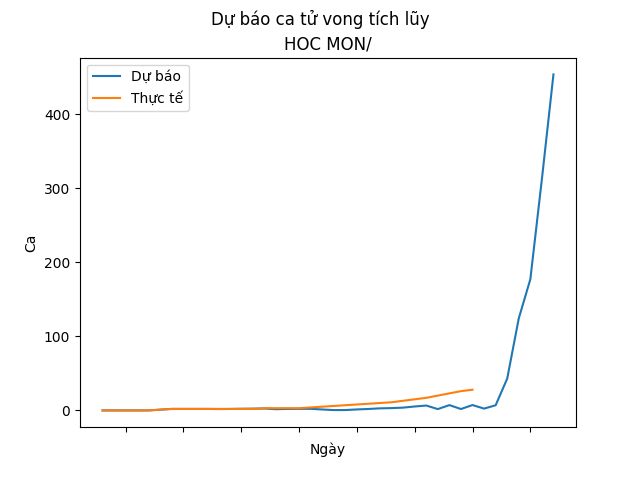 Dự báo ca tử vong tích lũy
HOC MON/
Dự báo
Thực tế
400
300
200
100
0
Ca
Ngày